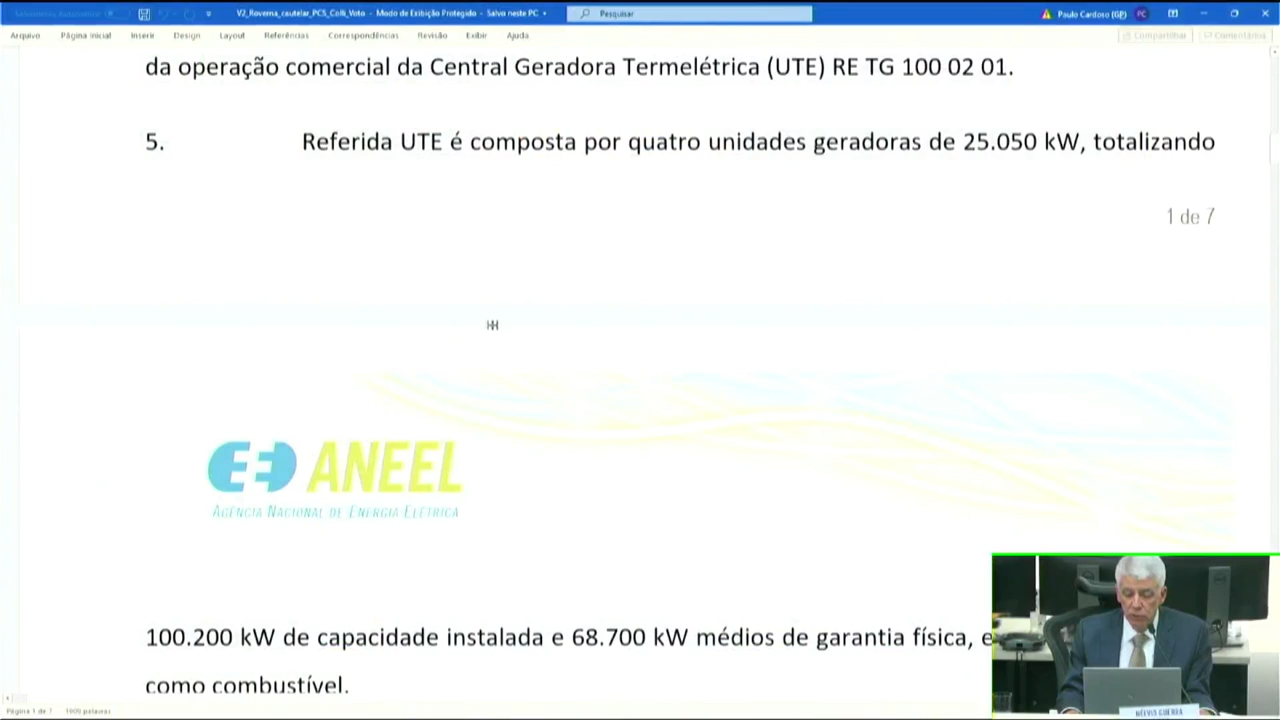 V2_Roverna_cautelar_PCS_Colli_Voto - Modo de Exibição Protegido - Salvo neste PC
Pesquisar
Paulo Cardoso (GP)
PC
Arquivo
Página Inicial
Inserir
Design
Layout
Referências
Correspondências
Revisão
Exibir
Ajuda
Compartilhar
Comentários
da operação comercial da Central Geradora Termelétrica (UTE) RE TG 100 02 01.
5. Referida UTE é composta por quatro unidades geradoras de 25.050 kW, totalizando
1 de 7
ANEEL
AGÊNCIA NACIONAL DE ENERGIA ELÉTRICA
100.200 kW de capacidade instalada e 68.700 kW médios de garantia física, e
como combustível.
Página 1 de 7
palavras
HÉLVIO GUERRA